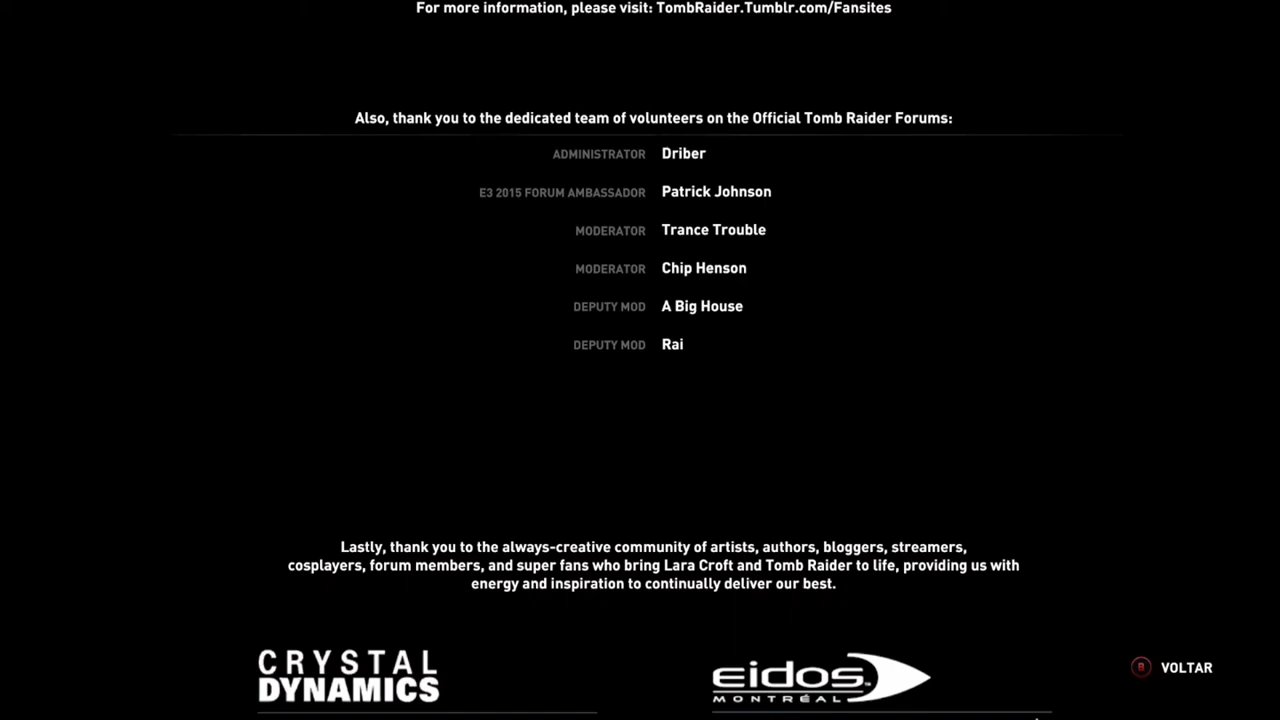 For more information, please visit: TombRaider.Tumblr.com/Fansites
Also, thank you to the dedicated team of volunteers on the Official Tomb Raider Forums:
ADMINISTRATOR Driber
E3 2015 FORUM AMBASSADOR Patrick Johnson
MODERATOR Trance Trouble
MODERATOR Chip Henson
DEPUTY MOD A Big House
DEPUTY MOD Rai
Lastly, thank you to the always-creative community of artists, authors, bloggers, streamers,
cosplayers, forum members, and super fans who bring Lara Croft and Tomb Raider to life, providing us with
energy and inspiration to continually deliver our best.
CRYSTAL
DYNAMICS
eidos™
MONTRÉAL
B VOLTAR